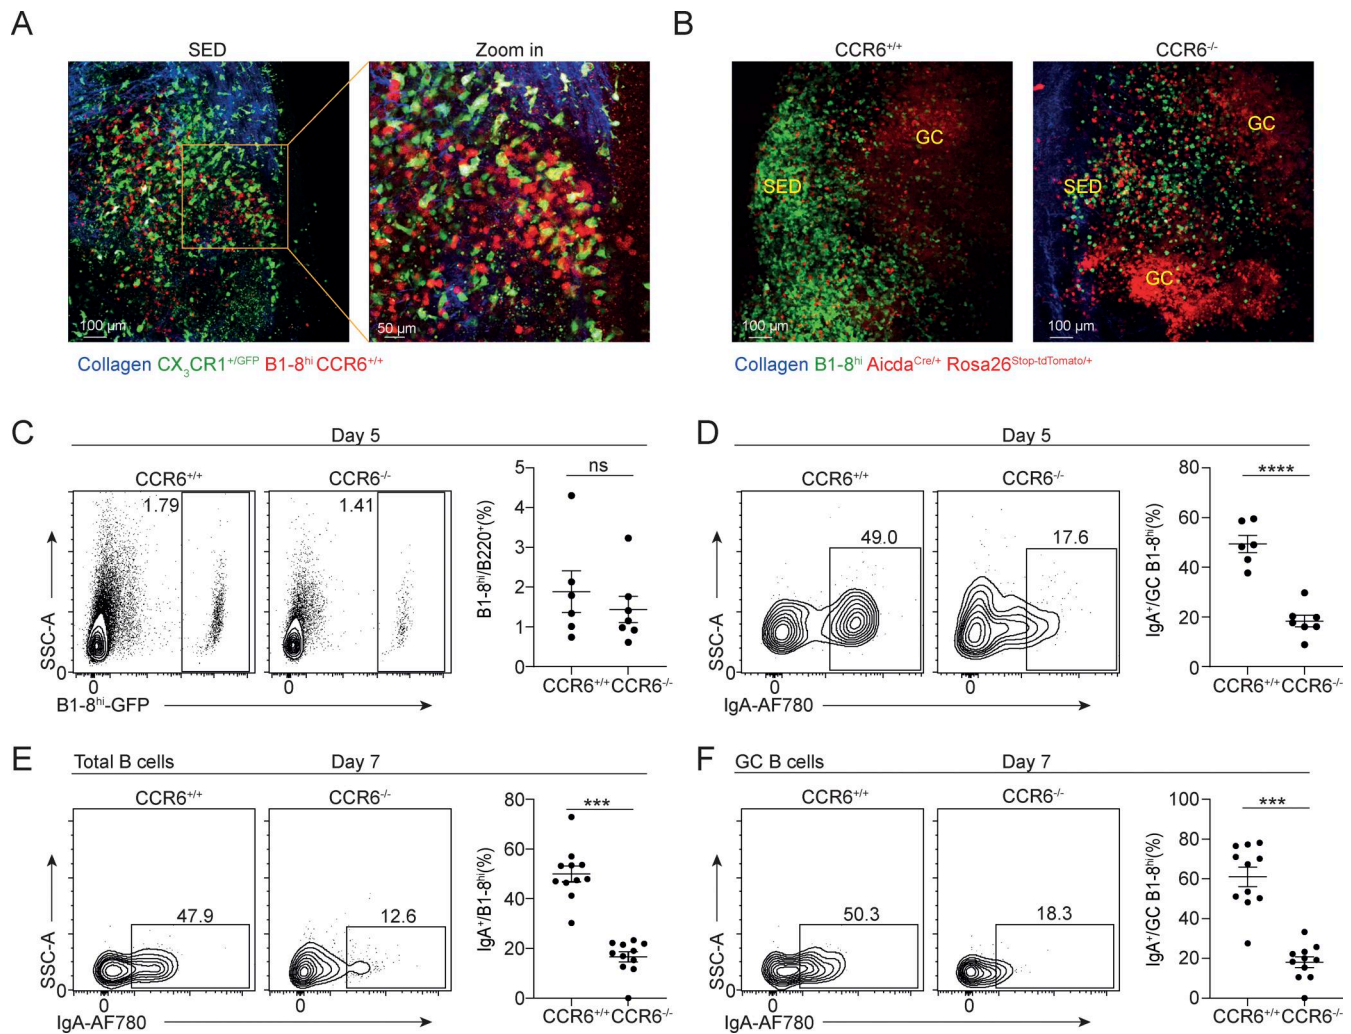 A
SED
Zoom in
100 µm
50 µm
Collagen CX₃CR1⁺/ᴳᶠᴾ B1-8ʰⁱ CCR6⁺/⁺
B
CCR6⁺/⁺
CCR6⁻/⁻
SED
GC
SED
GC
GC
100 µm
100 µm
Collagen B1-8ʰⁱ Aicdaᶜʳᵉ/⁺ Rosa26ˢᵗᵒᵖ⁻ᵗᵈᵀᵒᵐᵃᵗᵒ/⁺
C
Day 5
CCR6⁺/⁺
CCR6⁻/⁻
1.79
1.41
SSC-A
0
0
0
B1-8ʰⁱ-GFP
B1-8ʰⁱ/B220⁺(%)
5
4
3
2
1
0
ns
CCR6⁺/⁺ CCR6⁻/⁻
D
Day 5
CCR6⁺/⁺
CCR6⁻/⁻
49.0
17.6
SSC-A
0
0
0
IgA-AF780
IgA⁺/GC B1-8ʰⁱ(%)
80
60
40
20
0
****
CCR6⁺/⁺ CCR6⁻/⁻
E
Total B cells
Day 7
CCR6⁺/⁺
CCR6⁻/⁻
47.9
12.6
SSC-A
0
0
0
IgA-AF780
IgA⁺/B1-8ʰⁱ(%)
80
60
40
20
0
***
CCR6⁺/⁺ CCR6⁻/⁻
F
GC B cells
Day 7
CCR6⁺/⁺
CCR6⁻/⁻
50.3
18.3
SSC-A
0
0
0
IgA-AF780
IgA⁺/GC B1-8ʰⁱ(%)
100
80
60
40
20
0
***
CCR6⁺/⁺ CCR6⁻/⁻